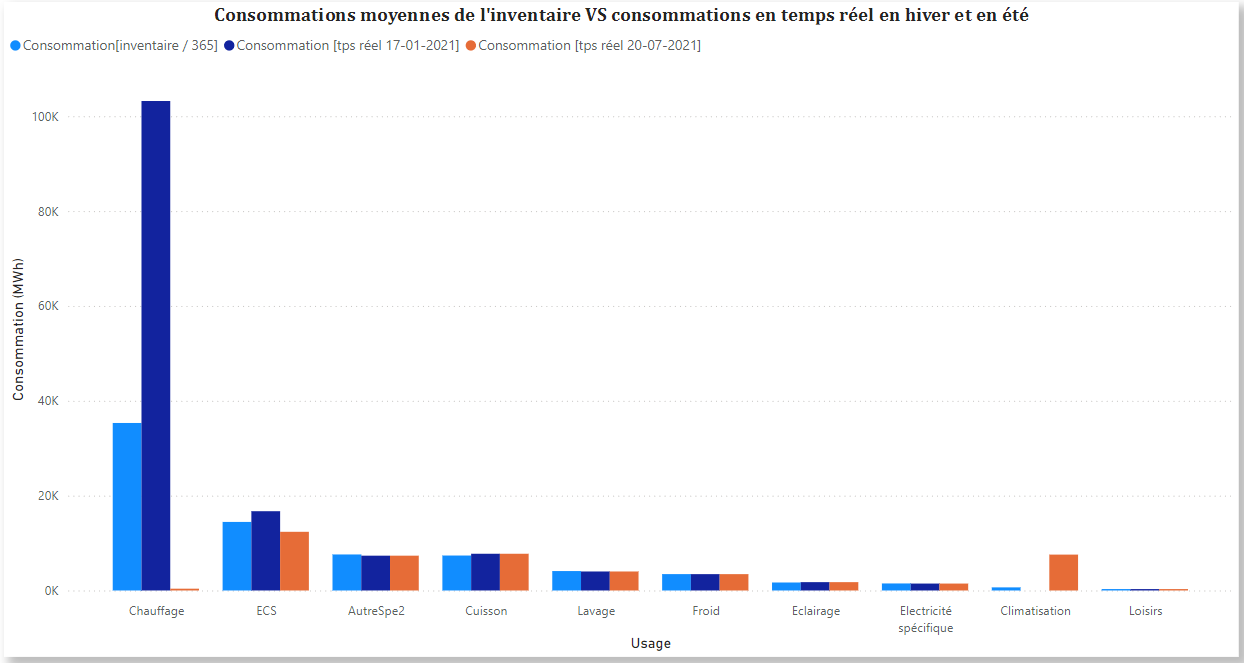 Consommations moyennes de l'inventaire VS consommations en temps réel en hiver et en été
Consommation[inventaire / 365] Consommation [tps réel 17-01-2021] Consommation [tps réel 20-07-2021]
100K
80K
60K
40K
20K
0K
Consommation (MWh)
Chauffage ECS AutreSpe2 Cuisson Lavage Froid Eclairage Electricité spécifique Climatisation Loisirs
Usage